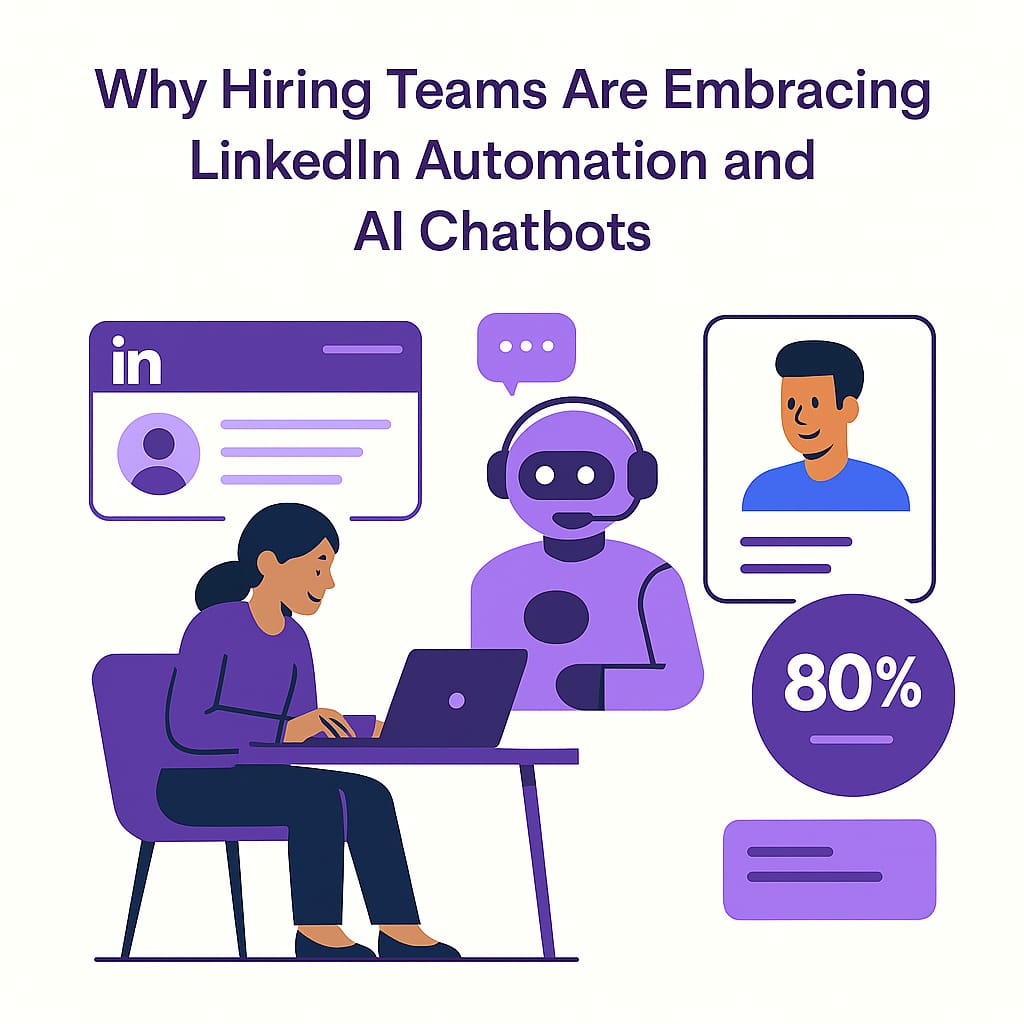 Why Hiring Teams Are Embracing
LinkedIn Automation and
AI Chatbots
in
80%